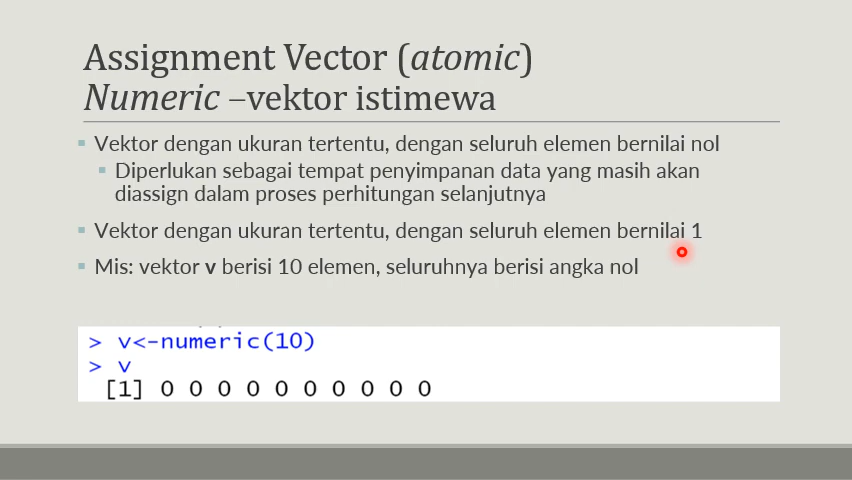 Assignment Vector (atomic)
Numeric –vektor istimewa
Vektor dengan ukuran tertentu, dengan seluruh elemen bernilai nol
Diperlukan sebagai tempat penyimpanan data yang masih akan
diassign dalam proses perhitungan selanjutnya
Vektor dengan ukuran tertentu, dengan seluruh elemen bernilai 1
Mis: vektor v berisi 10 elemen, seluruhnya berisi angka nol
> v<-numeric(10)
> v
[1] 0 0 0 0 0 0 0 0 0 0